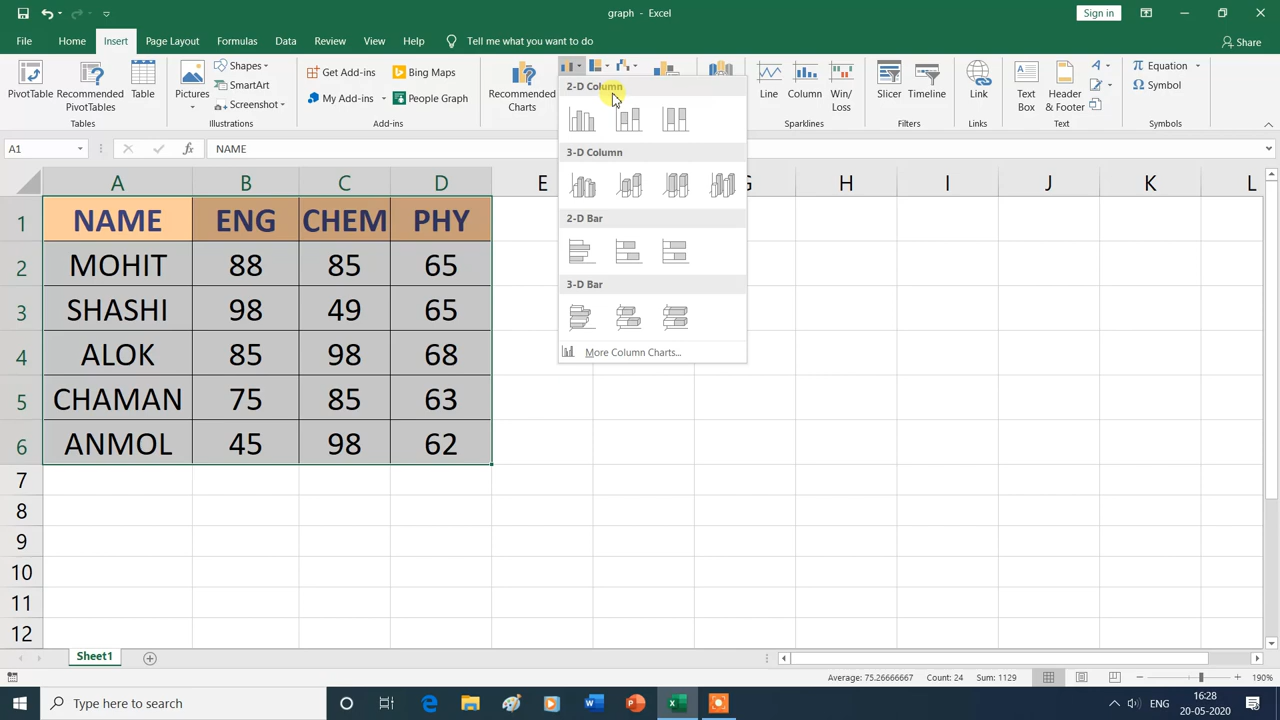 graph - Excel
Sign in
File Home Insert Page Layout Formulas Data Review View Help Tell me what you want to do
Share
PivotTable
Recommended PivotTables
Tables
Pictures
Shapes
SmartArt
Screenshot
Illustrations
Get Add-ins
My Add-ins
Bing Maps
People Graph
Add-ins
Recommended Charts
Line
Column
Win/Loss
Sparklines
Slicer
Timeline
Filters
Link
Links
Text Box
Header & Footer
Text
Equation
Symbol
Symbols
2-D Column
3-D Column
2-D Bar
3-D Bar
More Column Charts...
A1 fx NAME
A B C D E G H I J K L
1 NAME ENG CHEM PHY
2 MOHIT 88 85 65
3 SHASHI 98 49 65
4 ALOK 85 98 68
5 CHAMAN 75 85 63
6 ANMOL 45 98 62
7
8
9
10
11
12
Sheet1
Average: 75.26666667 Count: 24 Sum: 1129 190%
Type here to search
ENG
16:28
20-05-2020